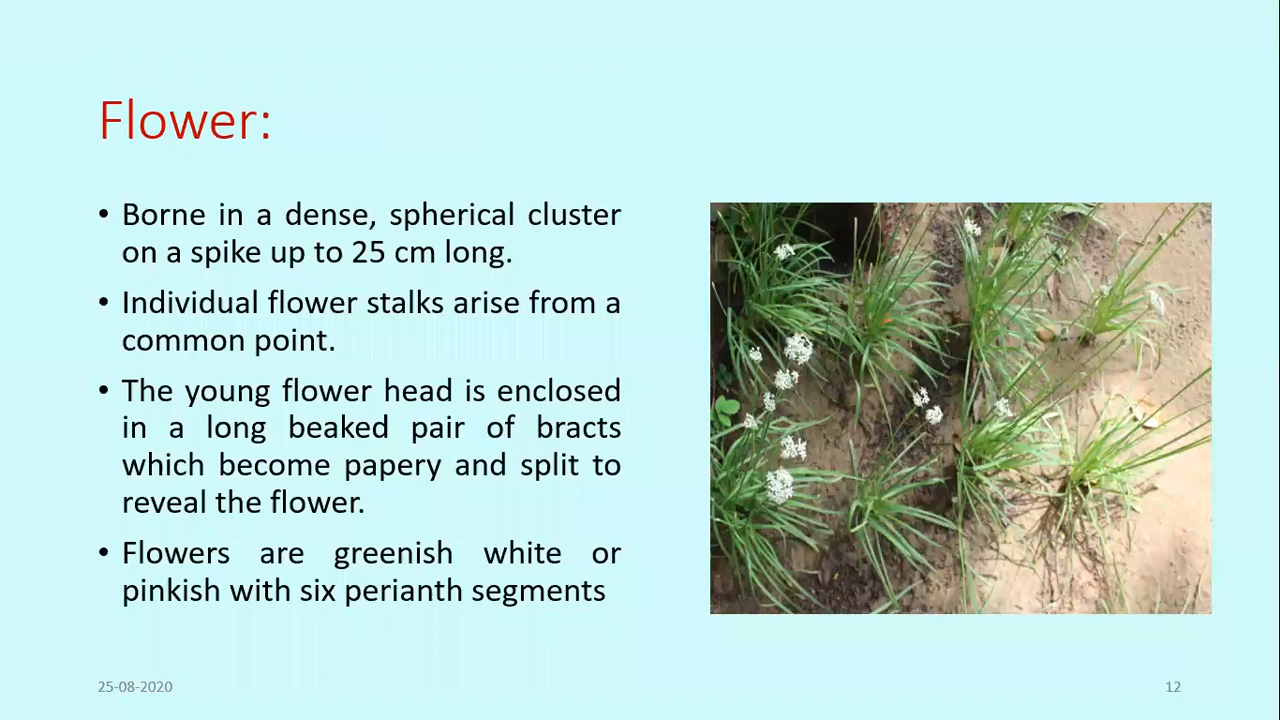 Flower:
• Borne in a dense, spherical cluster
on a spike up to 25 cm long.
• Individual flower stalks arise from a
common point.
• The young flower head is enclosed
in a long beaked pair of bracts
which become papery and split to
reveal the flower.
• Flowers are greenish white or
pinkish with six perianth segments
25-08-2020
12